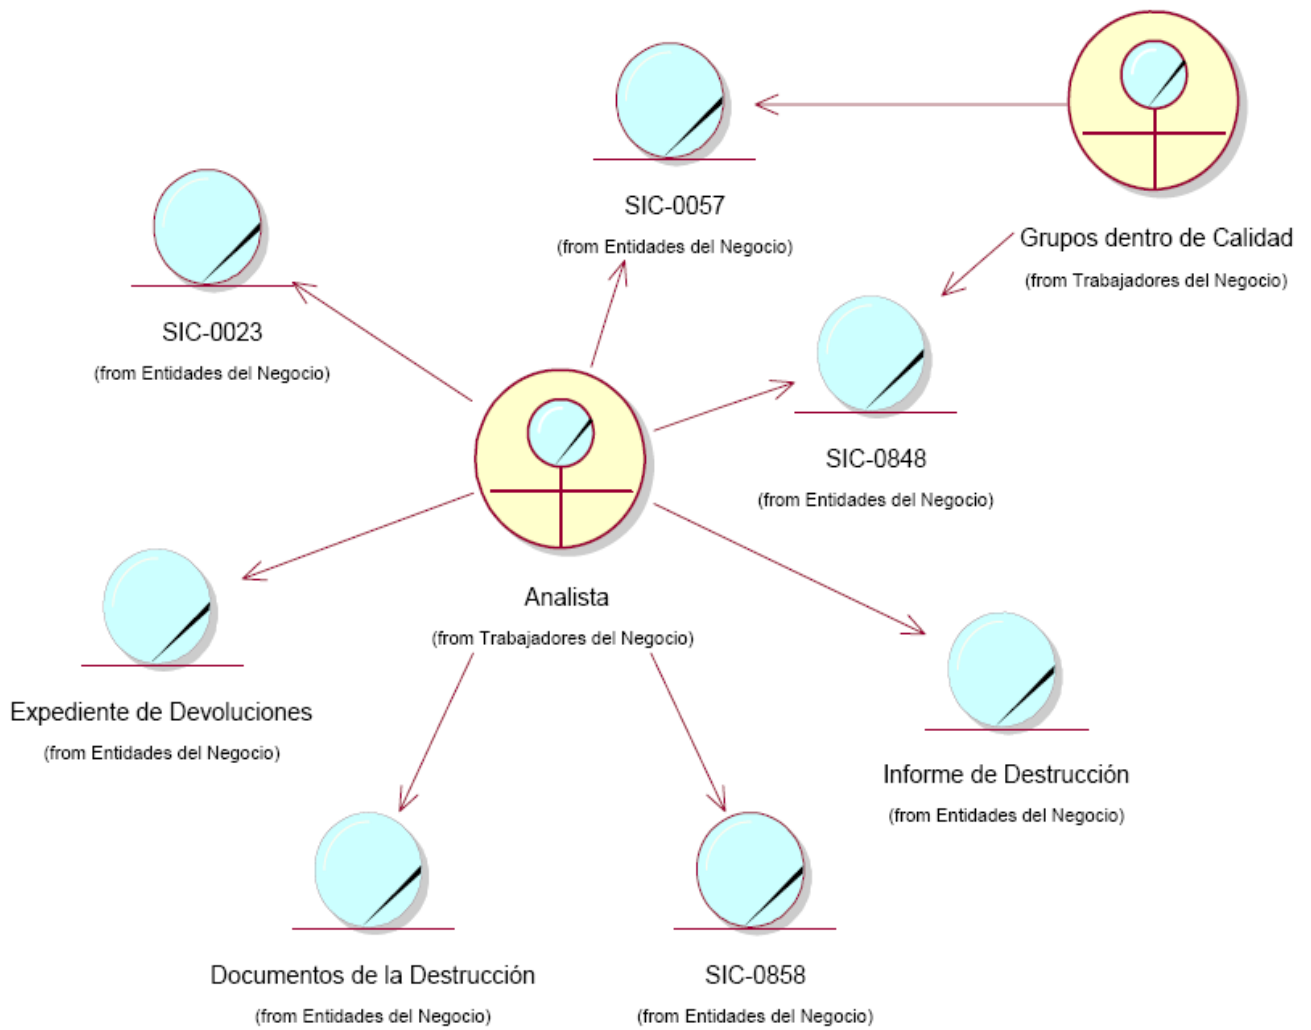 SIC-0057
(from Entidades del Negocio)
Grupos dentro de Calidad
(from Trabajadores del Negocio)
SIC-0023
(from Entidades del Negocio)
SIC-0848
(from Entidades del Negocio)
Analista
(from Trabajadores del Negocio)
Expediente de Devoluciones
(from Entidades del Negocio)
Informe de Destrucción
(from Entidades del Negocio)
Documentos de la Destrucción
(from Entidades del Negocio)
SIC-0858
(from Entidades del Negocio)